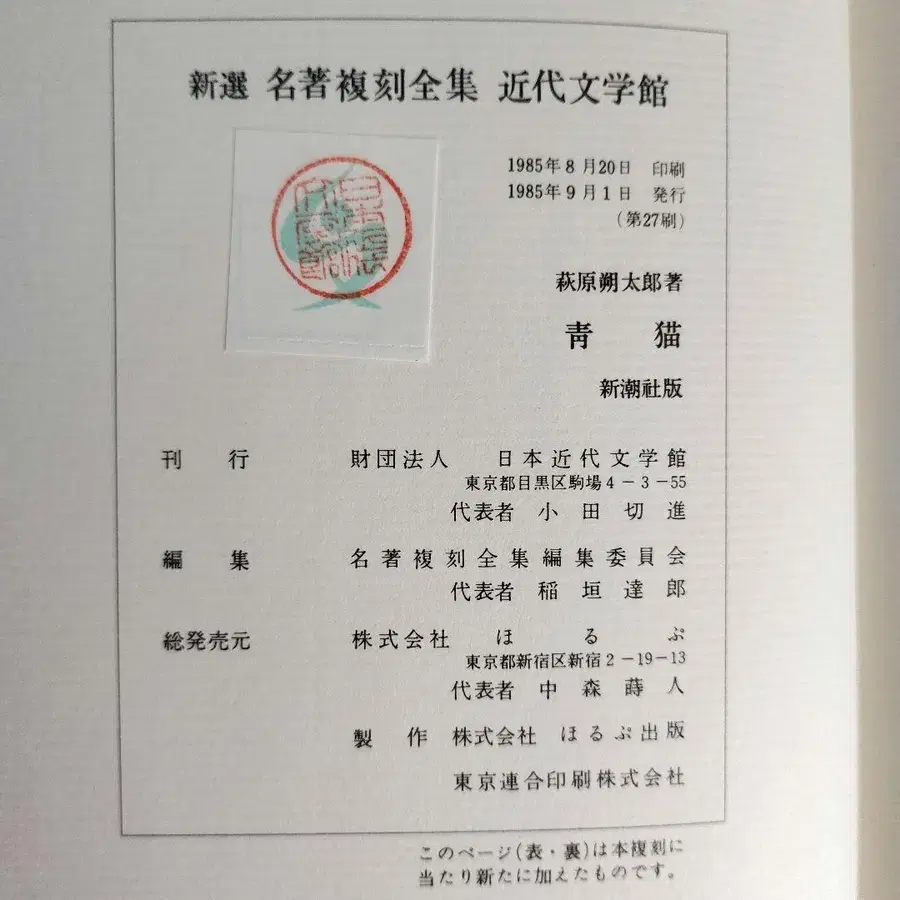 新選 名著複刻全集 近代文学館
1985年8月20日 印刷
1985年9月1日 発行
(第27刷)
萩原朔太郎著
青 猫
新潮社版
刊 行 財団法人 日本近代文学館
東京都目黒区駒場4-3-55
代表者 小田切 進
編 集 名著複刻全集編集委員会
代表者 稲垣達郎
総発売元 株式会社 ほるぷ
東京都新宿区新宿2-19-13
代表者 中森蒔人
製 作 株式会社 ほるぷ出版
東京連合印刷株式会社
このページ(表・裏)は本複刻に
当たり新たに加えたものです。